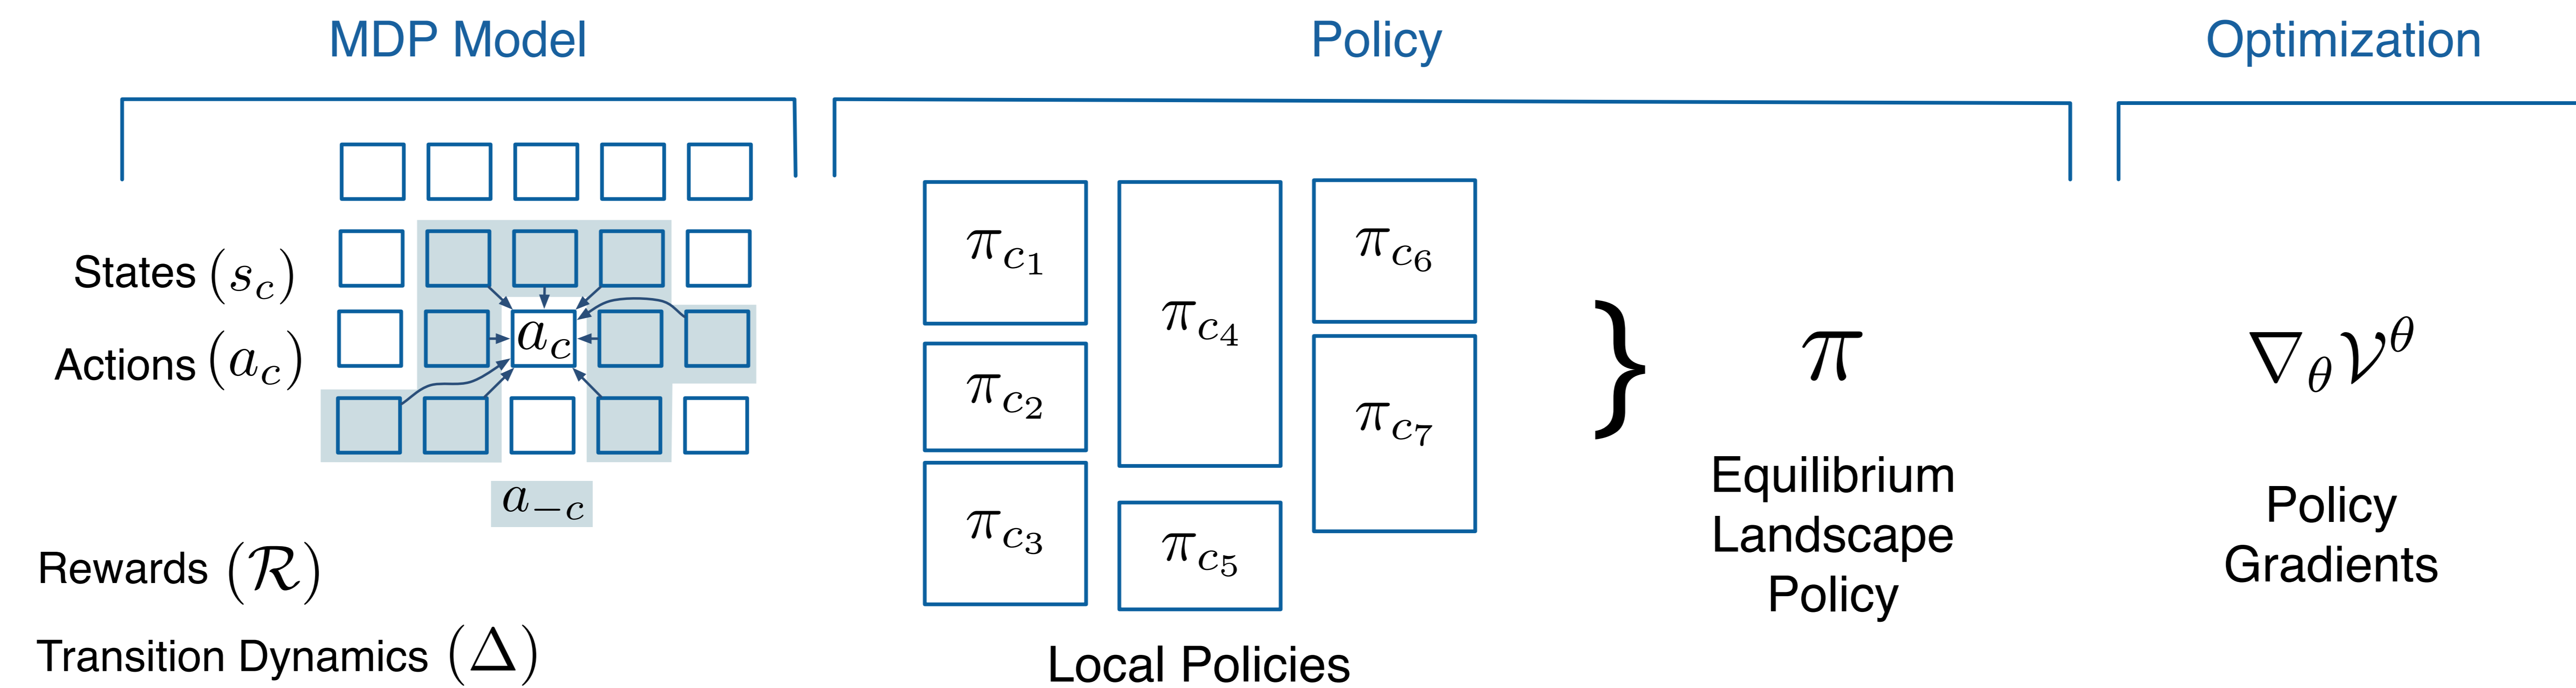 MDP Model
Policy
Optimization
States (s_c)
Actions (a_c)
a_c
a_{-c}
Rewards (ℛ)
Transition Dynamics (Δ)
π_{c_1}
π_{c_2}
π_{c_3}
π_{c_4}
π_{c_5}
π_{c_6}
π_{c_7}
Local Policies
}
π
Equilibrium
Landscape
Policy
∇_θ 𝒱^θ
Policy
Gradients